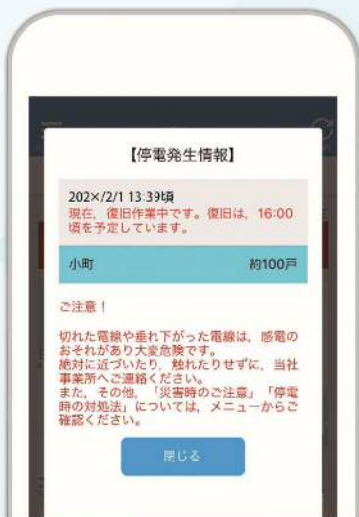 【停電発生情報】
202×/2/1 13:39頃
現在，復旧作業中です。復旧は，16:00
頃を予定しています。
小町 約100戸
ご注意！
切れた電線や垂れ下がった電線は，感電の
おそれがあり大変危険です。
絶対に近づいたり，触れたりせずに，当社
事業所へご連絡ください。
また，その他，「災害時のご注意」「停電
時の対処法」については，メニューからご
確認ください。
閉じる